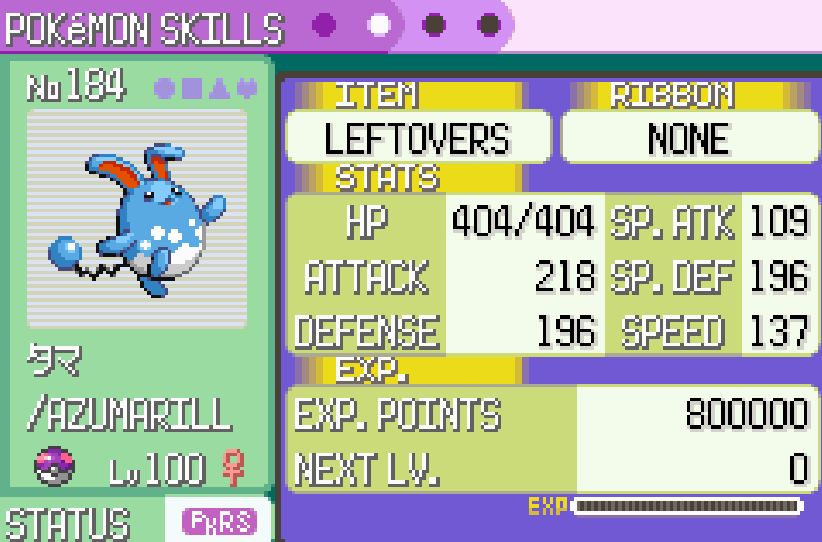 POKéMON SKILLS
No184
ITEM RIBBON
LEFTOVERS NONE
STATS
HP 404/404 SP. ATK 109
ATTACK 218 SP. DEF 196
DEFENSE 196 SPEED 137
タマ
/AZUMARILL
Lv100 ♀
EXP.
EXP. POINTS 800000
NEXT LV. 0
EXP
STATUS PKRS